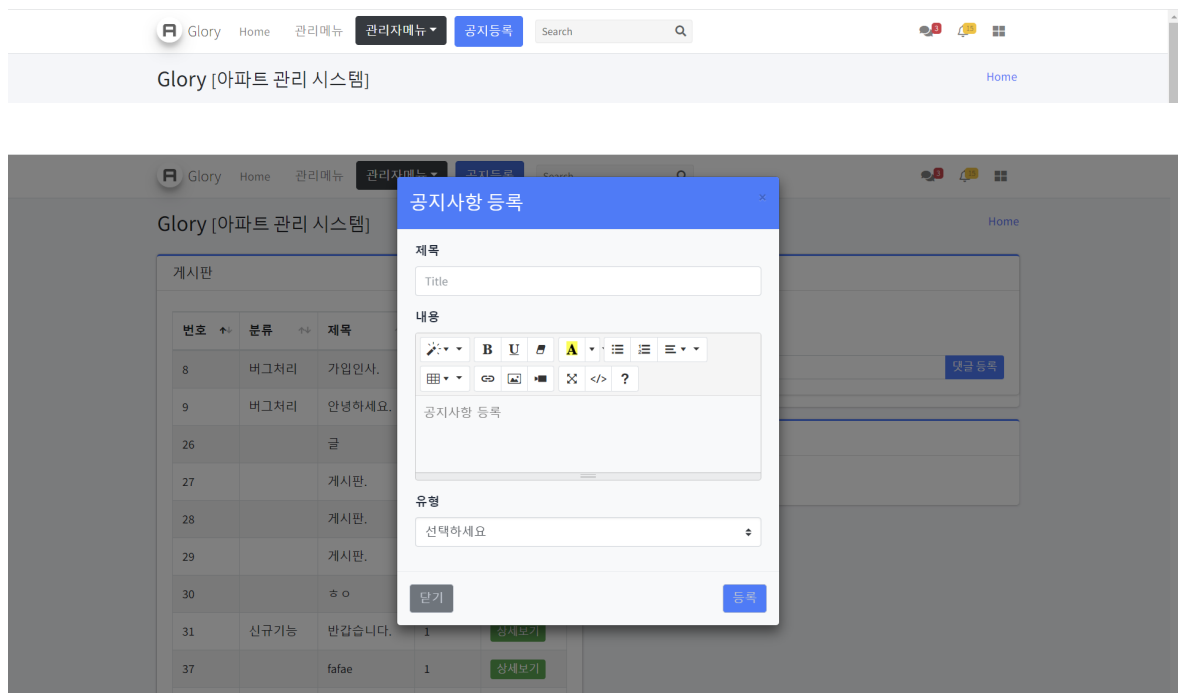 Glory Home 관리메뉴 관리자메뉴 공지등록 Search 3 15
Glory [아파트 관리 시스템] Home
Glory Home 관리메뉴 관리자메뉴 공지등록 Search 3 15
Glory [아파트 관리 시스템] Home
공지사항 등록 ×
제목
Title
내용
B U A
</> ?
공지사항 등록
유형
선택하세요
닫기 등록
게시판
번호 분류 제목
8 버그처리 가입인사.
9 버그처리 안녕하세요.
26 글
27 게시판.
28 게시판.
29 게시판.
30 ㅎㅇ
31 신규기능 반갑습니다. 1 상세보기
37 fafae 1 상세보기
댓글 등록